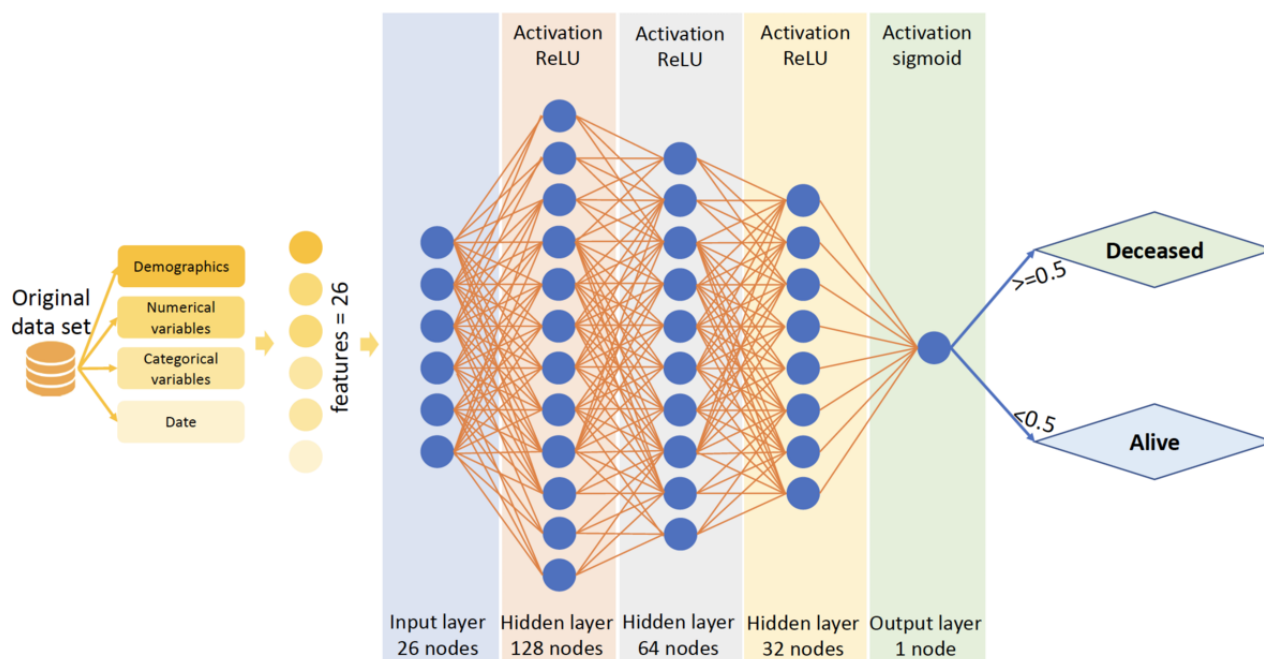 Activation
ReLU
Activation
ReLU
Activation
ReLU
Activation
sigmoid
Original
data set
Demographics
Numerical
variables
Categorical
variables
Date
features = 26
>=0.5
<0.5
Deceased
Alive
Input layer
26 nodes
Hidden layer
128 nodes
Hidden layer
64 nodes
Hidden layer
32 nodes
Output layer
1 node